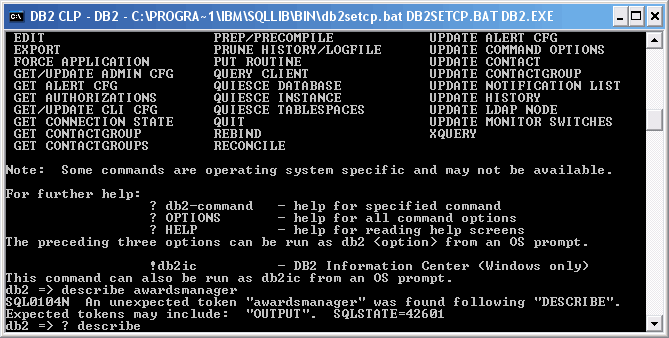 DB2 CLP - DB2 - C:\PROGRA~1\IBM\SQLLIB\BIN\db2setcp.bat DB2SETCP.BAT DB2.EXE
EDIT PREP/PRECOMPILE UPDATE ALERT CFG
EXPORT PRUNE HISTORY/LOGFILE UPDATE COMMAND OPTIONS
FORCE APPLICATION PUT ROUTINE UPDATE CONTACT
GET/UPDATE ADMIN CFG QUERY CLIENT UPDATE CONTACTGROUP
GET ALERT CFG QUIESCE DATABASE UPDATE NOTIFICATION LIST
GET AUTHORIZATIONS QUIESCE INSTANCE UPDATE HISTORY
GET/UPDATE CLI CFG QUIESCE TABLESPACES UPDATE LDAP NODE
GET CONNECTION STATE QUIT UPDATE MONITOR SWITCHES
GET CONTACTGROUP REBIND XQUERY
GET CONTACTGROUPS RECONCILE
Note: Some commands are operating system specific and may not be available.
For further help:
? db2-command - help for specified command
? OPTIONS - help for all command options
? HELP - help for reading help screens
The preceding three options can be run as db2 <option> from an OS prompt.
!db2ic - DB2 Information Center (Windows only)
This command can also be run as db2ic from an OS prompt.
db2 => describe awardsmanager
SQL0104N An unexpected token "awardsmanager" was found following "DESCRIBE".
Expected tokens may include: "OUTPUT". SQLSTATE=42601
db2 => ? describe